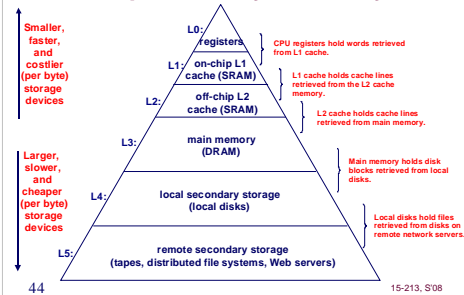 Smaller,
faster,
and
costlier
(per byte)
storage
devices
Larger,
slower,
and
cheaper
(per byte)
storage
devices
L0:
registers
L1:
on-chip L1
cache (SRAM)
L2:
off-chip L2
cache (SRAM)
L3:
main memory
(DRAM)
L4:
local secondary storage
(local disks)
L5:
remote secondary storage
(tapes, distributed file systems, Web servers)
CPU registers hold words retrieved
from L1 cache.
L1 cache holds cache lines
retrieved from the L2 cache
memory.
L2 cache holds cache lines
retrieved from main memory.
Main memory holds disk
blocks retrieved from local
disks.
Local disks hold files
retrieved from disks on
remote network servers.
44
15-213, S'08